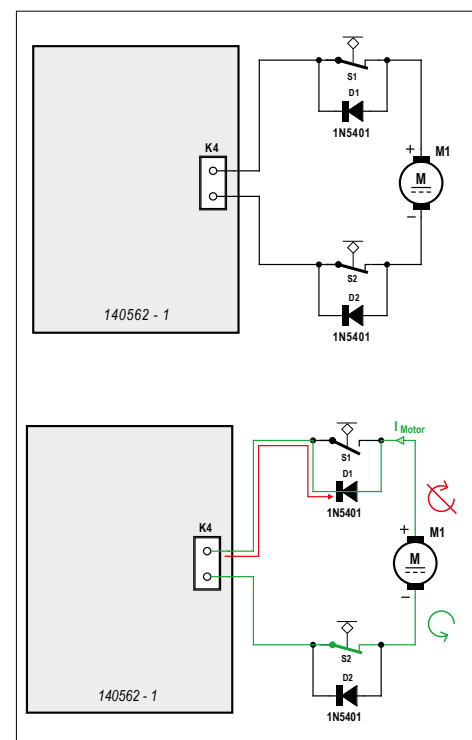 S1
D1
1N5401
K4
+ M1
M
−
S2
D2
1N5401
140562 - 1
I Motor
S1
D1
1N5401
K4
+ M1
M
−
S2
D2
1N5401
140562 - 1